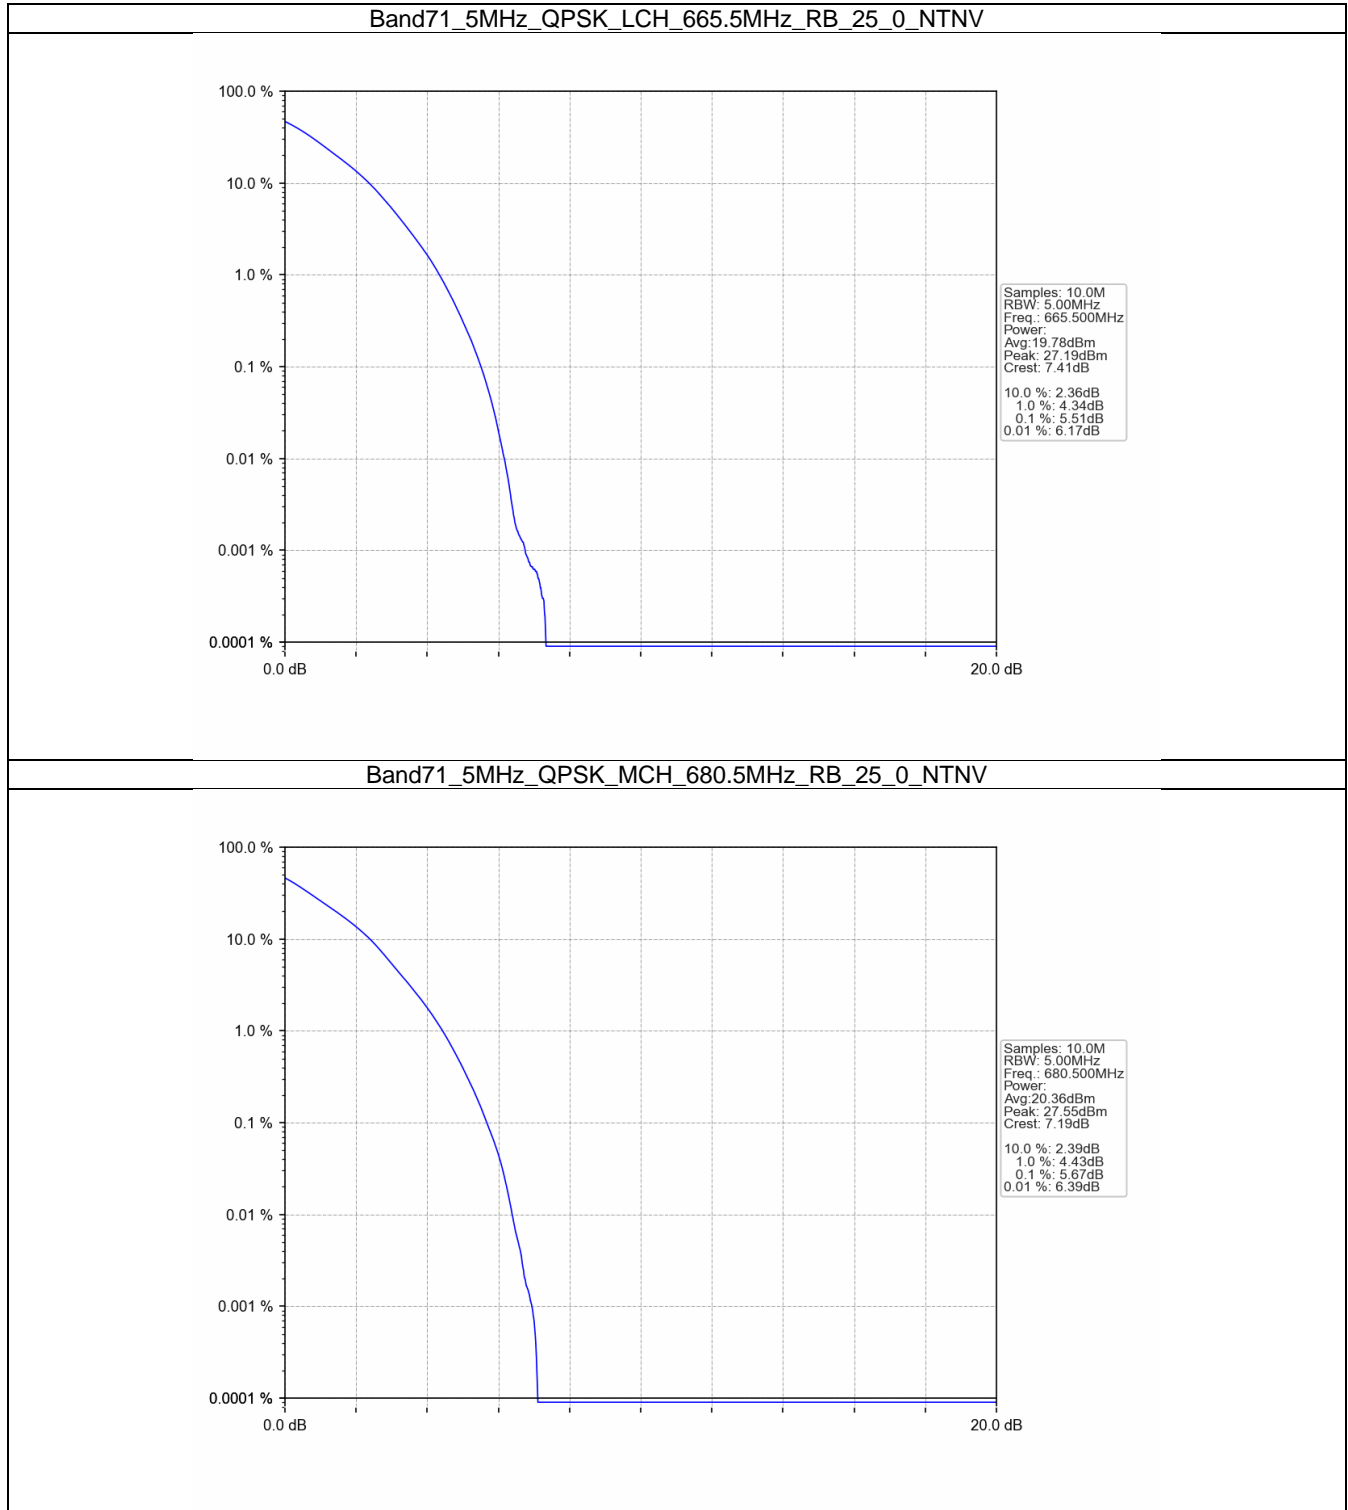 Band71_5MHz_QPSK_LCH_665.5MHz_RB_25_0_NTNV
100.0 %
10.0 %
1.0 %
0.1 %
0.01 %
0.001 %
0.0001 %
0.0 dB
20.0 dB
Samples: 10.0M
RBW: 5.00MHz
Freq.: 665.500MHz
Power:
Avg:19.78dBm
Peak: 27.19dBm
Crest: 7.41dB
10.0 %: 2.36dB
1.0 %: 4.34dB
0.1 %: 5.51dB
0.01 %: 6.17dB
Band71_5MHz_QPSK_MCH_680.5MHz_RB_25_0_NTNV
100.0 %
10.0 %
1.0 %
0.1 %
0.01 %
0.001 %
0.0001 %
0.0 dB
20.0 dB
Samples: 10.0M
RBW: 5.00MHz
Freq.: 680.500MHz
Power:
Avg:20.36dBm
Peak: 27.55dBm
Crest: 7.19dB
10.0 %: 2.39dB
1.0 %: 4.43dB
0.1 %: 5.67dB
0.01 %: 6.39dB